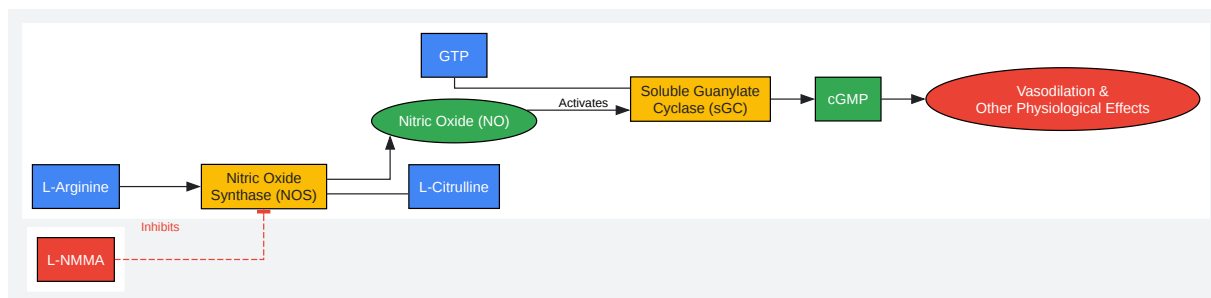 GTP
Soluble Guanylate
Cyclase (sGC)
cGMP
Vasodilation &
Other Physiological Effects
Activates
Nitric Oxide (NO)
L-Arginine
Nitric Oxide
Synthase (NOS)
L-Citrulline
Inhibits
L-NMMA